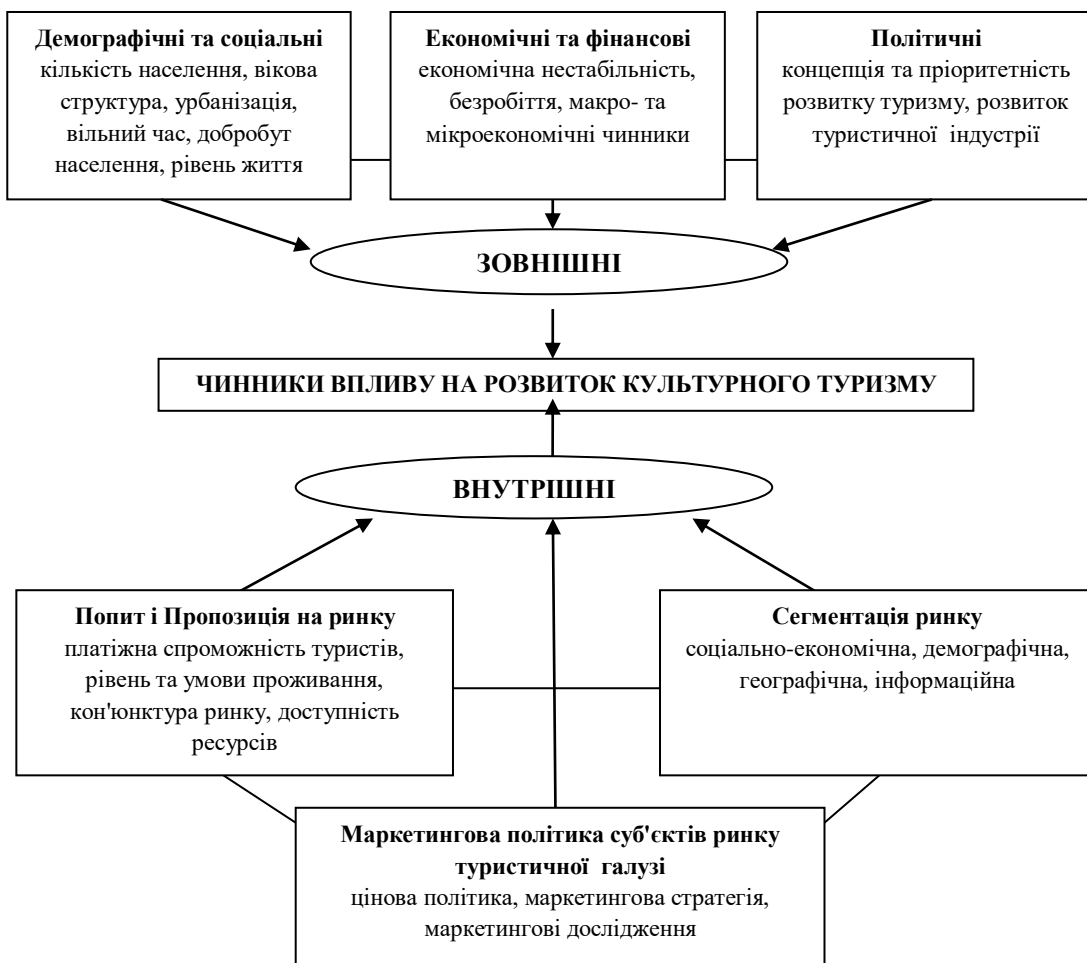 Демографічні та соціальні
кількість населення, вікова
структура, урбанізація,
вільний час, добробут
населення, рівень життя
Економічні та фінансові
економічна нестабільність,
безробіття, макро- та
мікроекономічні чинники
Політичні
концепція та пріоритетність
розвитку туризму, розвиток
туристичної індустрії
ЗОВНІШНІ
ЧИННИКИ ВПЛИВУ НА РОЗВИТОК КУЛЬТУРНОГО ТУРИЗМУ
ВНУТРІШНІ
Попит і Пропозиція на ринку
платіжна спроможність туристів,
рівень та умови проживання,
кон'юнктура ринку, доступність
ресурсів
Сегментація ринку
соціально-економічна, демографічна,
географічна, інформаційна
Маркетингова політика суб'єктів ринку
туристичної галузі
цінова політика, маркетингова стратегія,
маркетингові дослідження